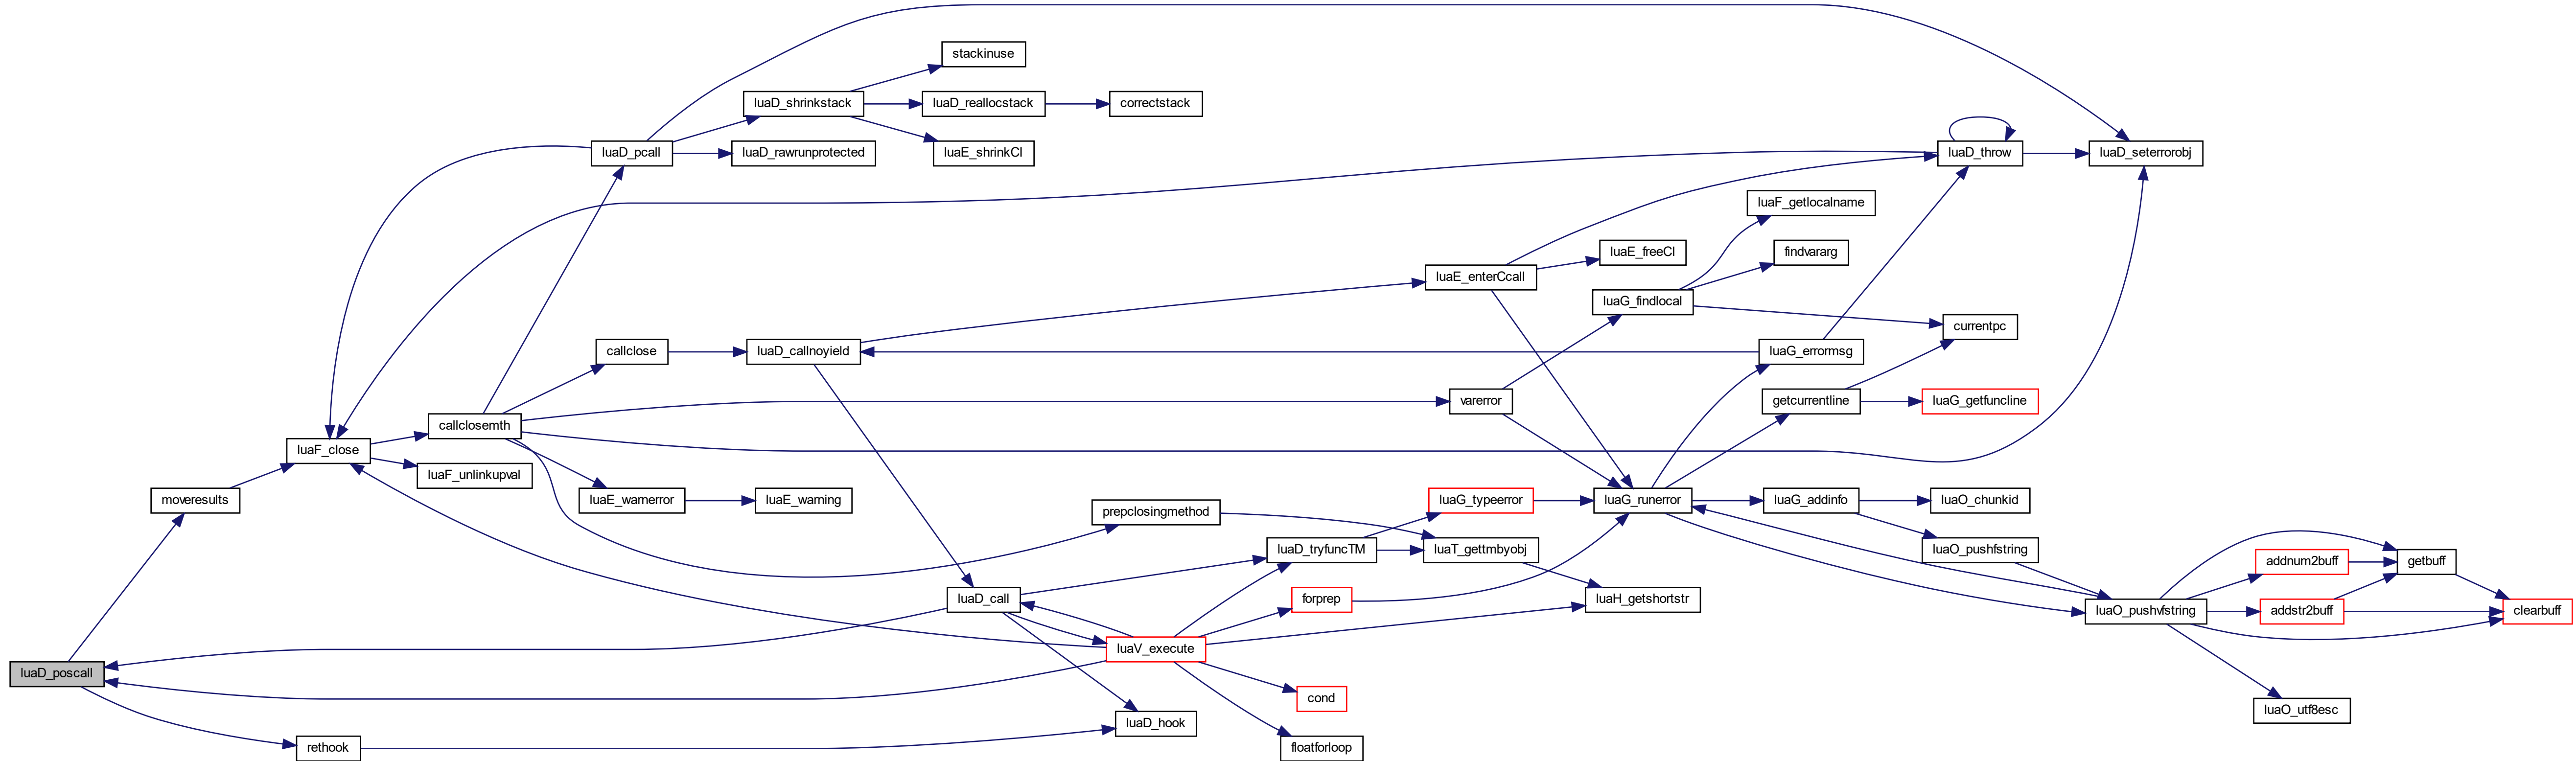 stackinuse
luaD_shrinkstack
luaD_reallocstack
correctstack
luaD_pcall
luaD_rawrunprotected
luaE_shrinkCI
luaD_throw
luaD_seterrorobj
luaF_getlocalname
luaE_freeCI
findvararg
luaE_enterCcall
luaG_findlocal
currentpc
callclose
luaD_callnoyield
luaG_errormsg
varerror
getcurrentline
luaG_getfuncline
callclosemth
luaF_close
luaF_unlinkupval
moveresults
luaE_warnerror
luaE_warning
prepclosingmethod
luaG_typeerror
luaG_runerror
luaG_addinfo
luaO_chunkid
luaD_tryfuncTM
luaT_gettmbyobj
luaO_pushfstring
addnum2buff
getbuff
luaD_call
forprep
luaH_getshortstr
luaO_pushvfstring
addstr2buff
clearbuff
luaV_execute
luaD_poscall
cond
luaO_utf8esc
luaD_hook
rethook
floatforloop